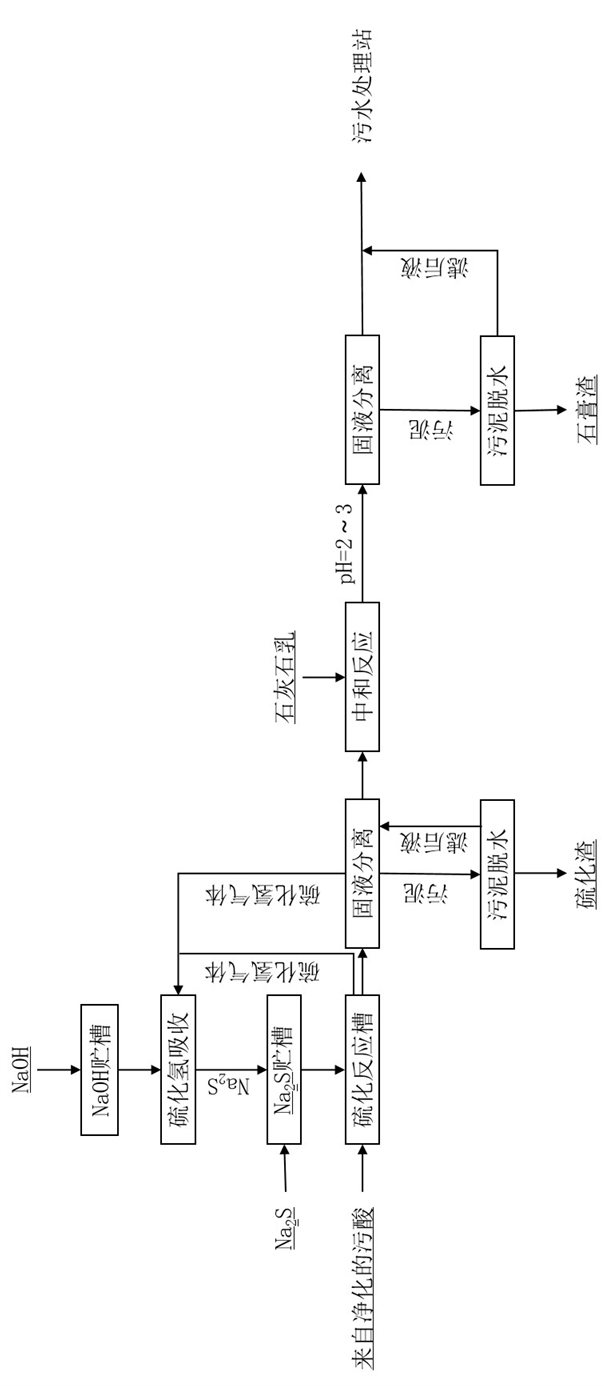 NaOH
NaOH贮槽
硫化氢吸收
Na₂S
Na₂S
Na₂S贮槽
来自净化的污酸
硫化反应槽
硫化氢气体
硫化氢气体
固液分离
污泥
滤后液
污泥脱水
硫化渣
石灰石乳
中和反应
pH=2~3
固液分离
污泥
滤后液
污泥脱水
石膏渣
污水处理站